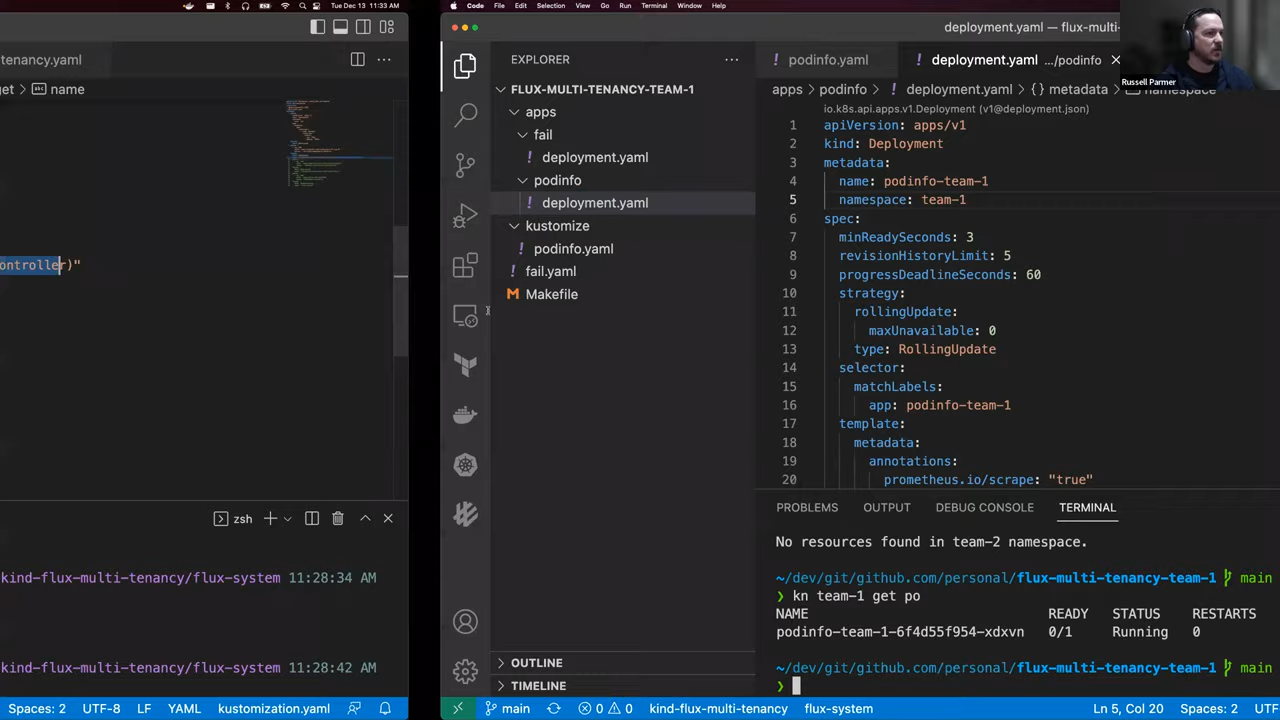 Tue Dec 13 11:33 AM
Code File Edit Selection View Go Run Terminal Window Help
tenancy.yaml
get > name
ontroller)"
zsh
kind-flux-multi-tenancy/flux-system 11:28:34 AM
kind-flux-multi-tenancy/flux-system 11:28:42 AM
Spaces: 2 UTF-8 LF YAML kustomization.yaml
deployment.yaml — flux-multi-
Russell Parmer
EXPLORER
FLUX-MULTI-TENANCY-TEAM-1
apps
fail
! deployment.yaml
podinfo
! deployment.yaml
kustomize
! podinfo.yaml
! fail.yaml
M Makefile
OUTLINE
TIMELINE
! podinfo.yaml
! deployment.yaml .../podinfo
apps > podinfo > ! deployment.yaml > {} metadata > namespace
io.k8s.api.apps.v1.Deployment (v1@deployment.json)
1 apiVersion: apps/v1
2 kind: Deployment
3 metadata:
4 name: podinfo-team-1
5 namespace: team-1
6 spec:
7 minReadySeconds: 3
8 revisionHistoryLimit: 5
9 progressDeadlineSeconds: 60
10 strategy:
11 rollingUpdate:
12 maxUnavailable: 0
13 type: RollingUpdate
14 selector:
15 matchLabels:
16 app: podinfo-team-1
17 template:
18 metadata:
19 annotations:
20 prometheus.io/scrape: "true"
PROBLEMS OUTPUT DEBUG CONSOLE TERMINAL
No resources found in team-2 namespace.
~/dev/git/github.com/personal/flux-multi-tenancy-team-1 main
❯ kn team-1 get po
NAME READY STATUS RESTARTS
podinfo-team-1-6f4d55f954-xdxvn 0/1 Running 0
~/dev/git/github.com/personal/flux-multi-tenancy-team-1 main
❯
main 0 0 kind-flux-multi-tenancy flux-system Ln 5, Col 20 Spaces: 2 UTF